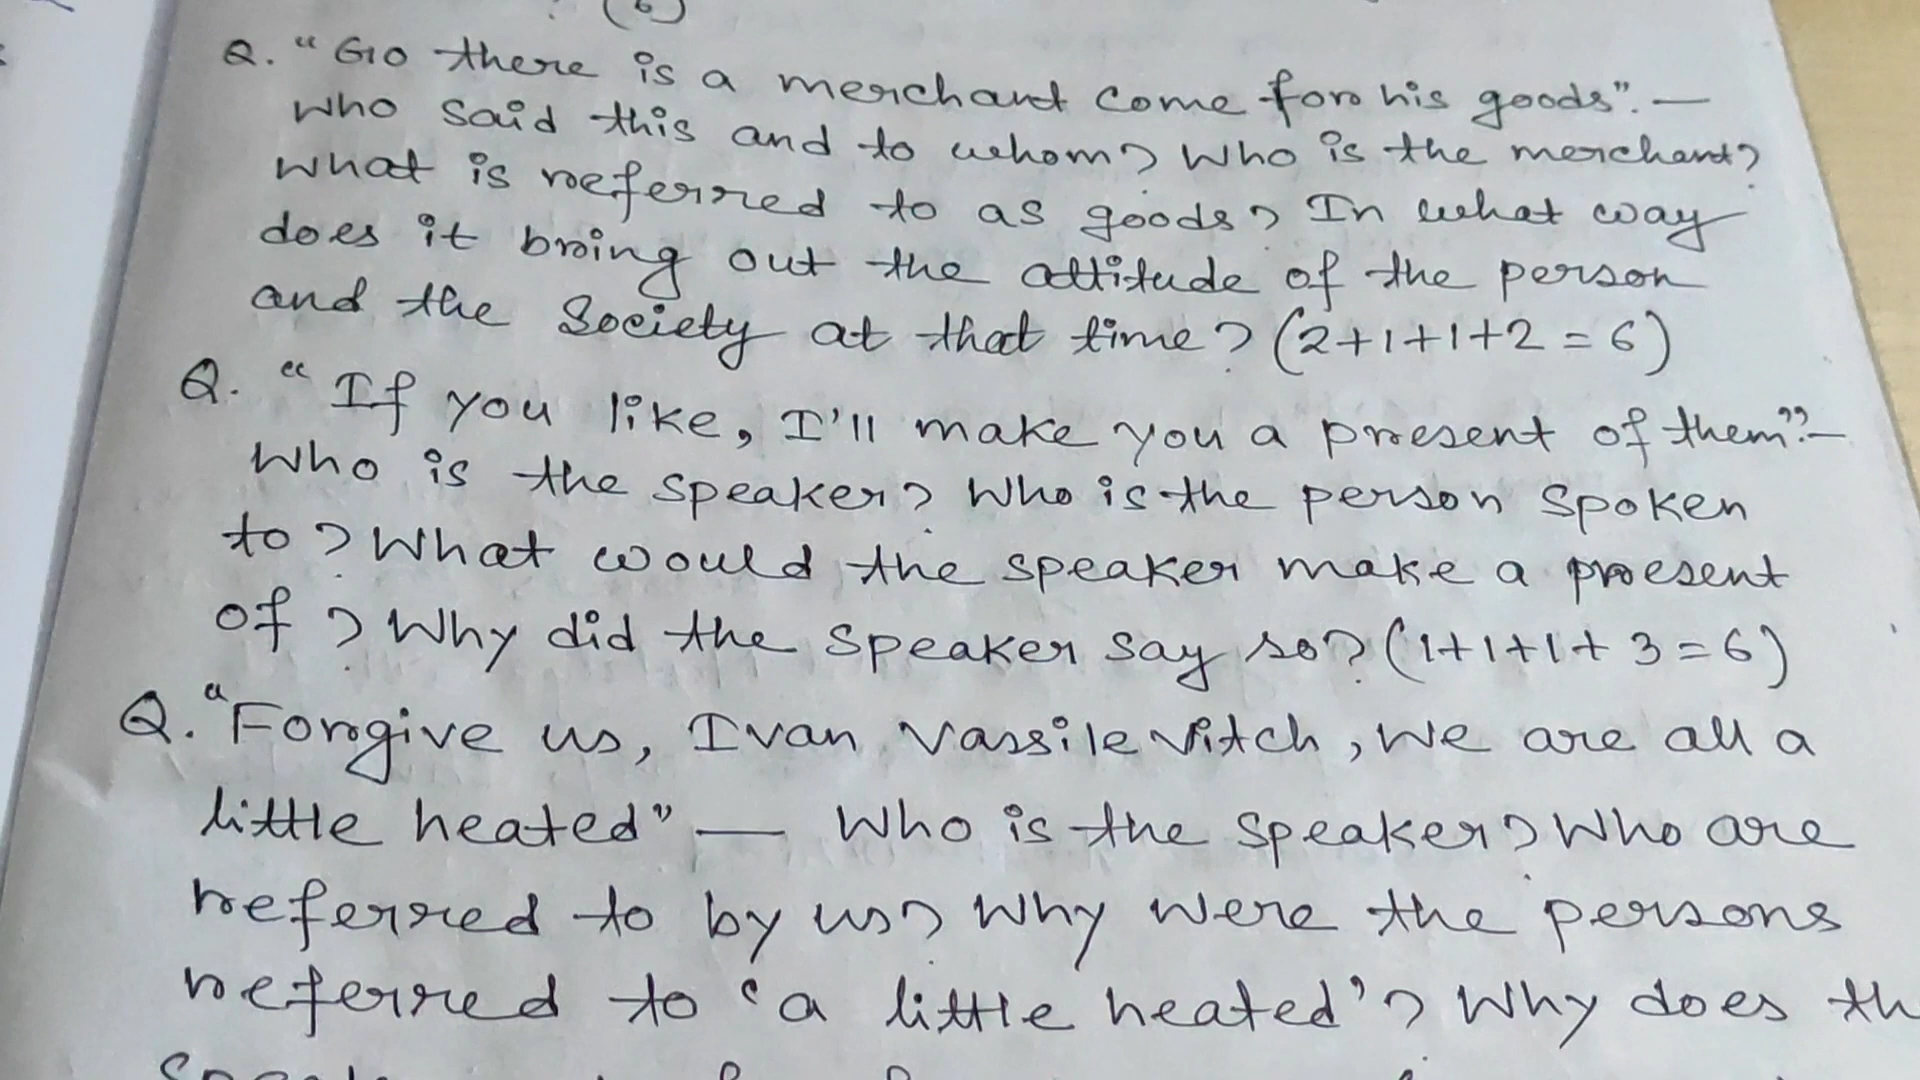 (6)
Q. "Go there is a merchant come for his goods". —
Who said this and to whom? Who is the merchant?
What is referred to as goods? In what way
does it bring out the attitude of the person
and the Society at that time? (2+1+1+2=6)
Q. "If you like, I'll make you a present of them". —
Who is the speaker? Who is the person spoken
to? What would the speaker make a present
of? Why did the speaker say so? (1+1+1+3=6)
Q. "Forgive us, Ivan Vassilevitch, We are all a
little heated" — Who is the speaker? Who are
referred to by us? Why were the persons
referred to 'a little heated'? Why does th